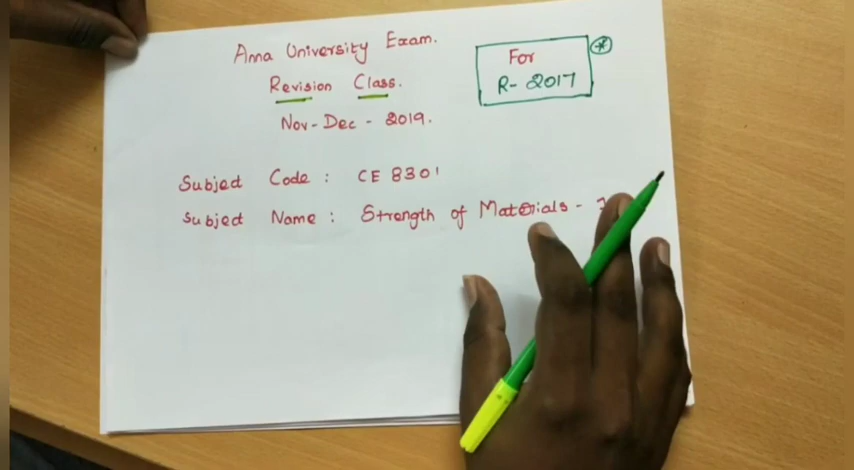 Anna University Exam.
Revision Class.
Nov-Dec - 2019.
For
R- 2017
Subject Code : CE 8301
Subject Name : Strength of Materials -